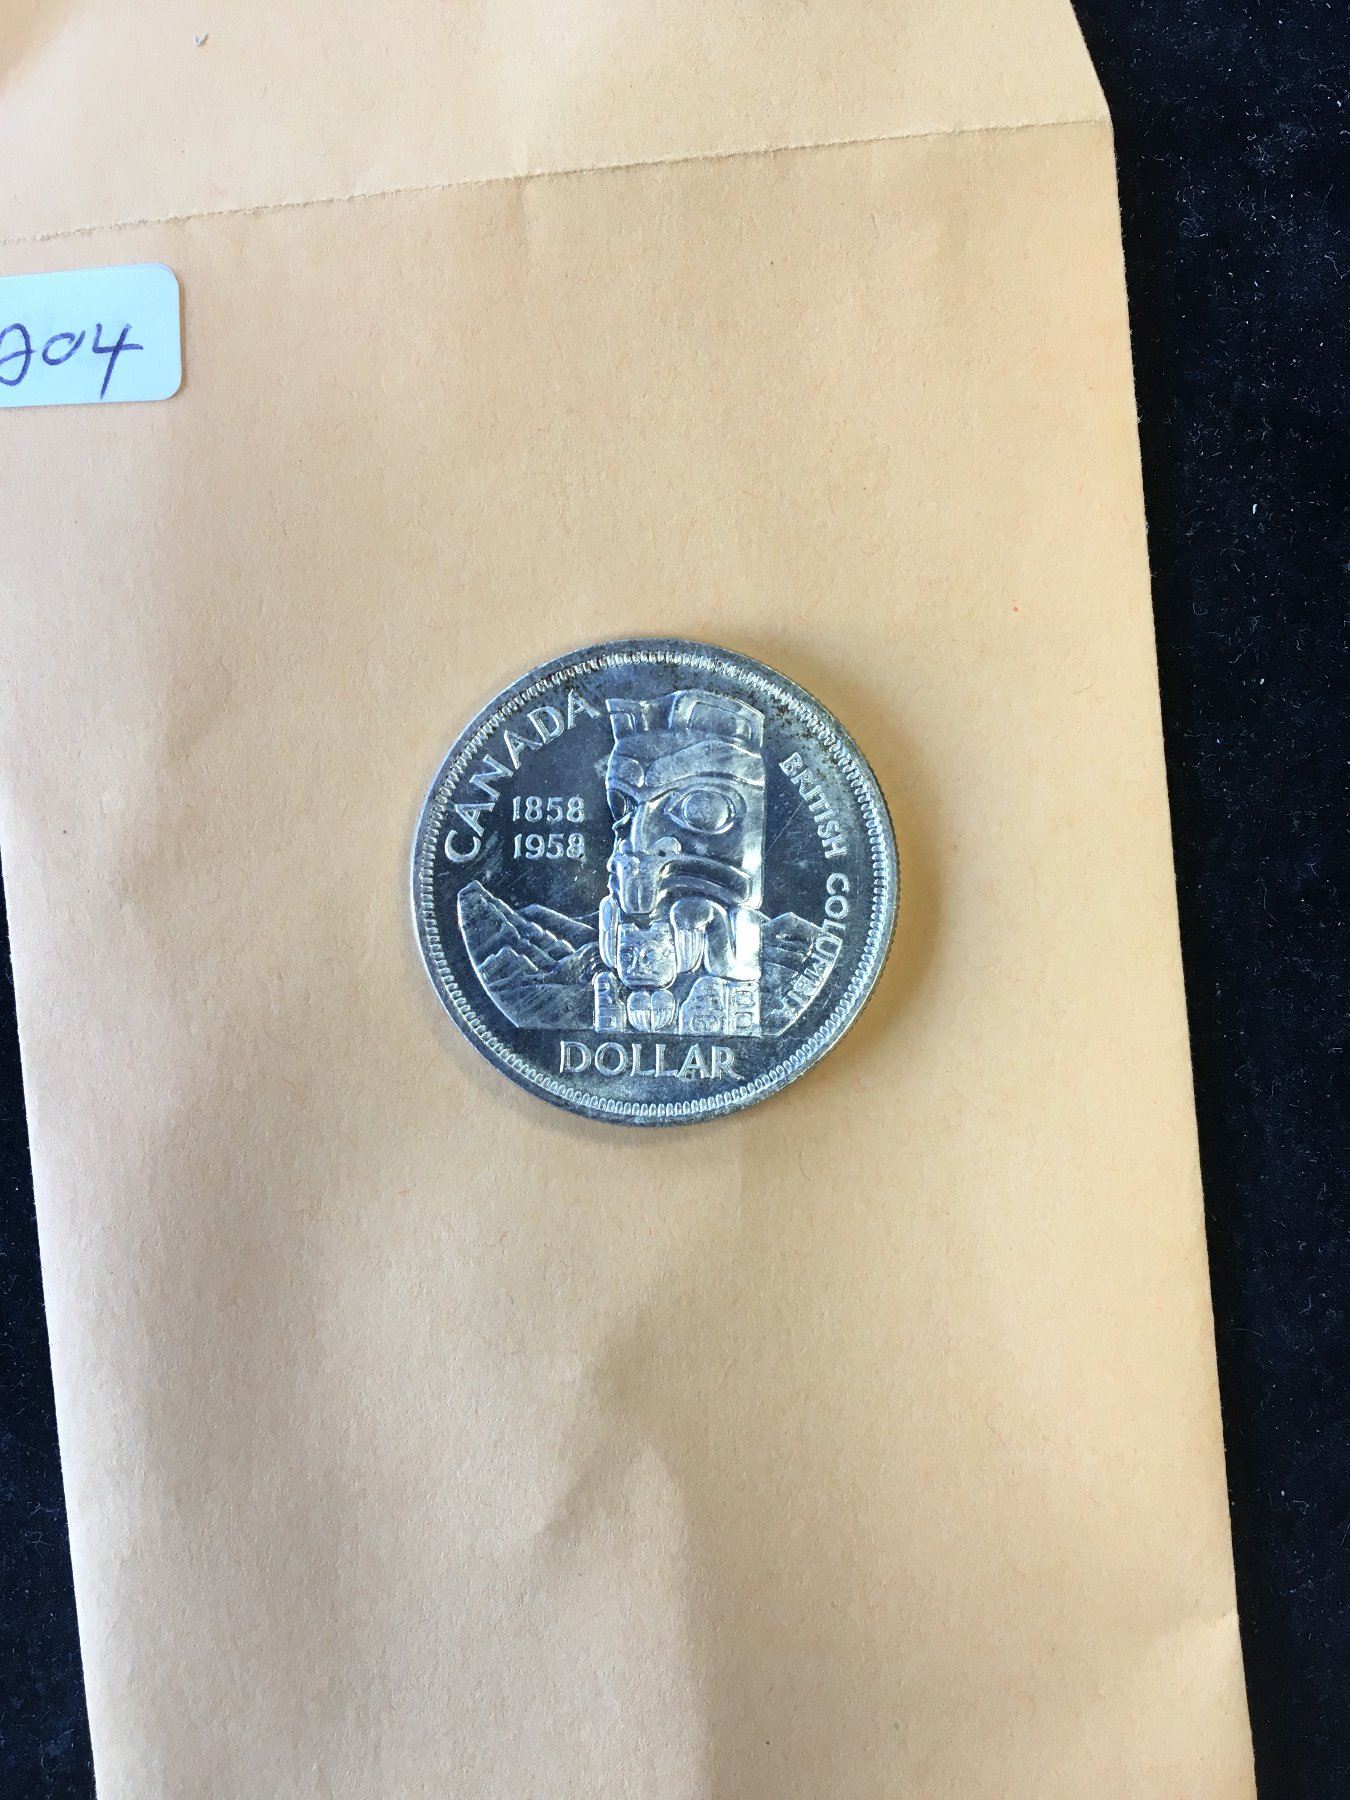 204
CANADA
1858
1958
BRITISH COLUMBIA
DOLLAR